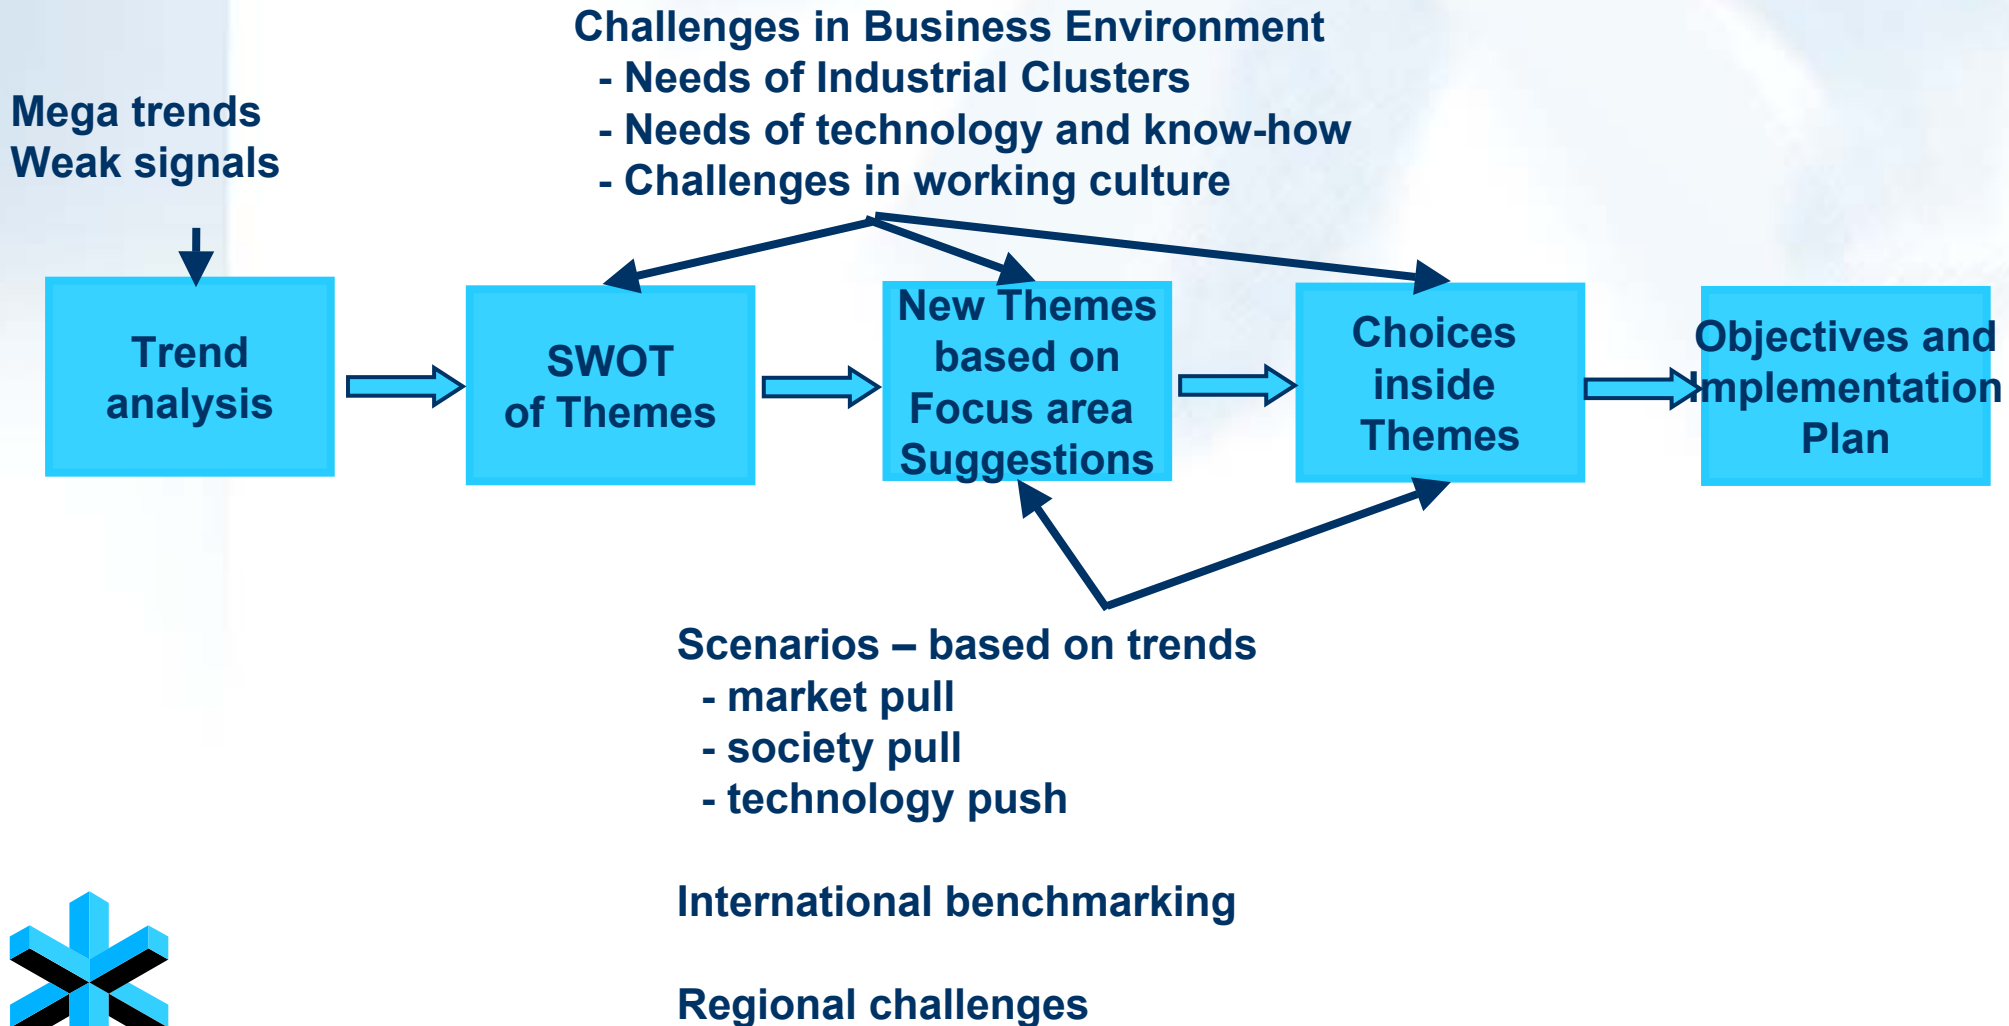 Challenges in Business Environment
- Needs of Industrial Clusters
- Needs of technology and know-how
- Challenges in working culture
Mega trends
Weak signals
Trend
analysis
SWOT
of Themes
New Themes
based on
Focus area
Suggestions
Choices
inside
Themes
Objectives and
Implementation
Plan
Scenarios – based on trends
- market pull
- society pull
- technology push
International benchmarking
Regional challenges